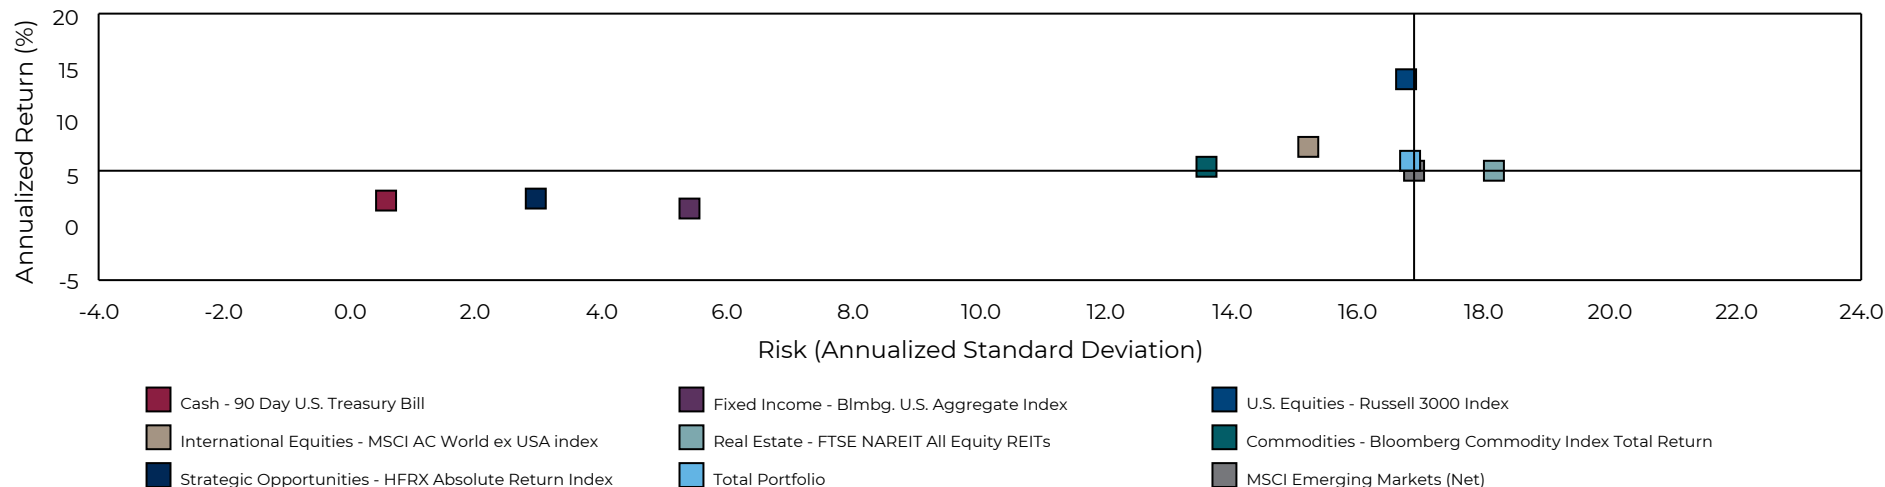 Annualized Return (%)
20
15
10
5
0
-5
-4.0 -2.0 0.0 2.0 4.0 6.0 8.0 10.0 12.0 14.0 16.0 18.0 20.0 22.0 24.0
Risk (Annualized Standard Deviation)
Cash - 90 Day U.S. Treasury Bill
Fixed Income - Blmbg. U.S. Aggregate Index
U.S. Equities - Russell 3000 Index
International Equities - MSCI AC World ex USA index
Real Estate - FTSE NAREIT All Equity REITs
Commodities - Bloomberg Commodity Index Total Return
Strategic Opportunities - HFRX Absolute Return Index
Total Portfolio
MSCI Emerging Markets (Net)